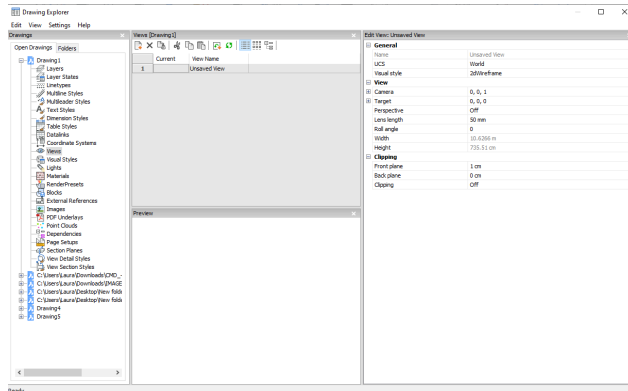 Drawing Explorer
Edit View Settings Help
Drawings
Open Drawings Folders
Drawing1
Layers
Layer States
Linetypes
Multiline Styles
Multileader Styles
Text Styles
Dimension Styles
Table Styles
Datalinks
Coordinate Systems
Views
Visual Styles
Lights
Materials
RenderPresets
Blocks
External References
Images
PDF Underlays
Point Clouds
Dependencies
Page Setups
Section Planes
View Detail Styles
View Section Styles
C:\Users\Laura\Downloads\CMD_-
C:\Users\Laura\Downloads\IMAGE
C:\Users\Laura\Desktop\New folde
C:\Users\Laura\Desktop\New folde
Drawing4
Drawing5
Views [Drawing1]
Current View Name
1 Unsaved View
Preview
Edit View: Unsaved View
General
Name Unsaved View
UCS World
Visual style 2dWireframe
View
Camera 0, 0, 1
Target 0, 0, 0
Perspective Off
Lens length 50 mm
Roll angle 0
Width 10.6266 m
Height 735.51 cm
Clipping
Front plane 1 cm
Back plane 0 cm
Clipping Off
Ready